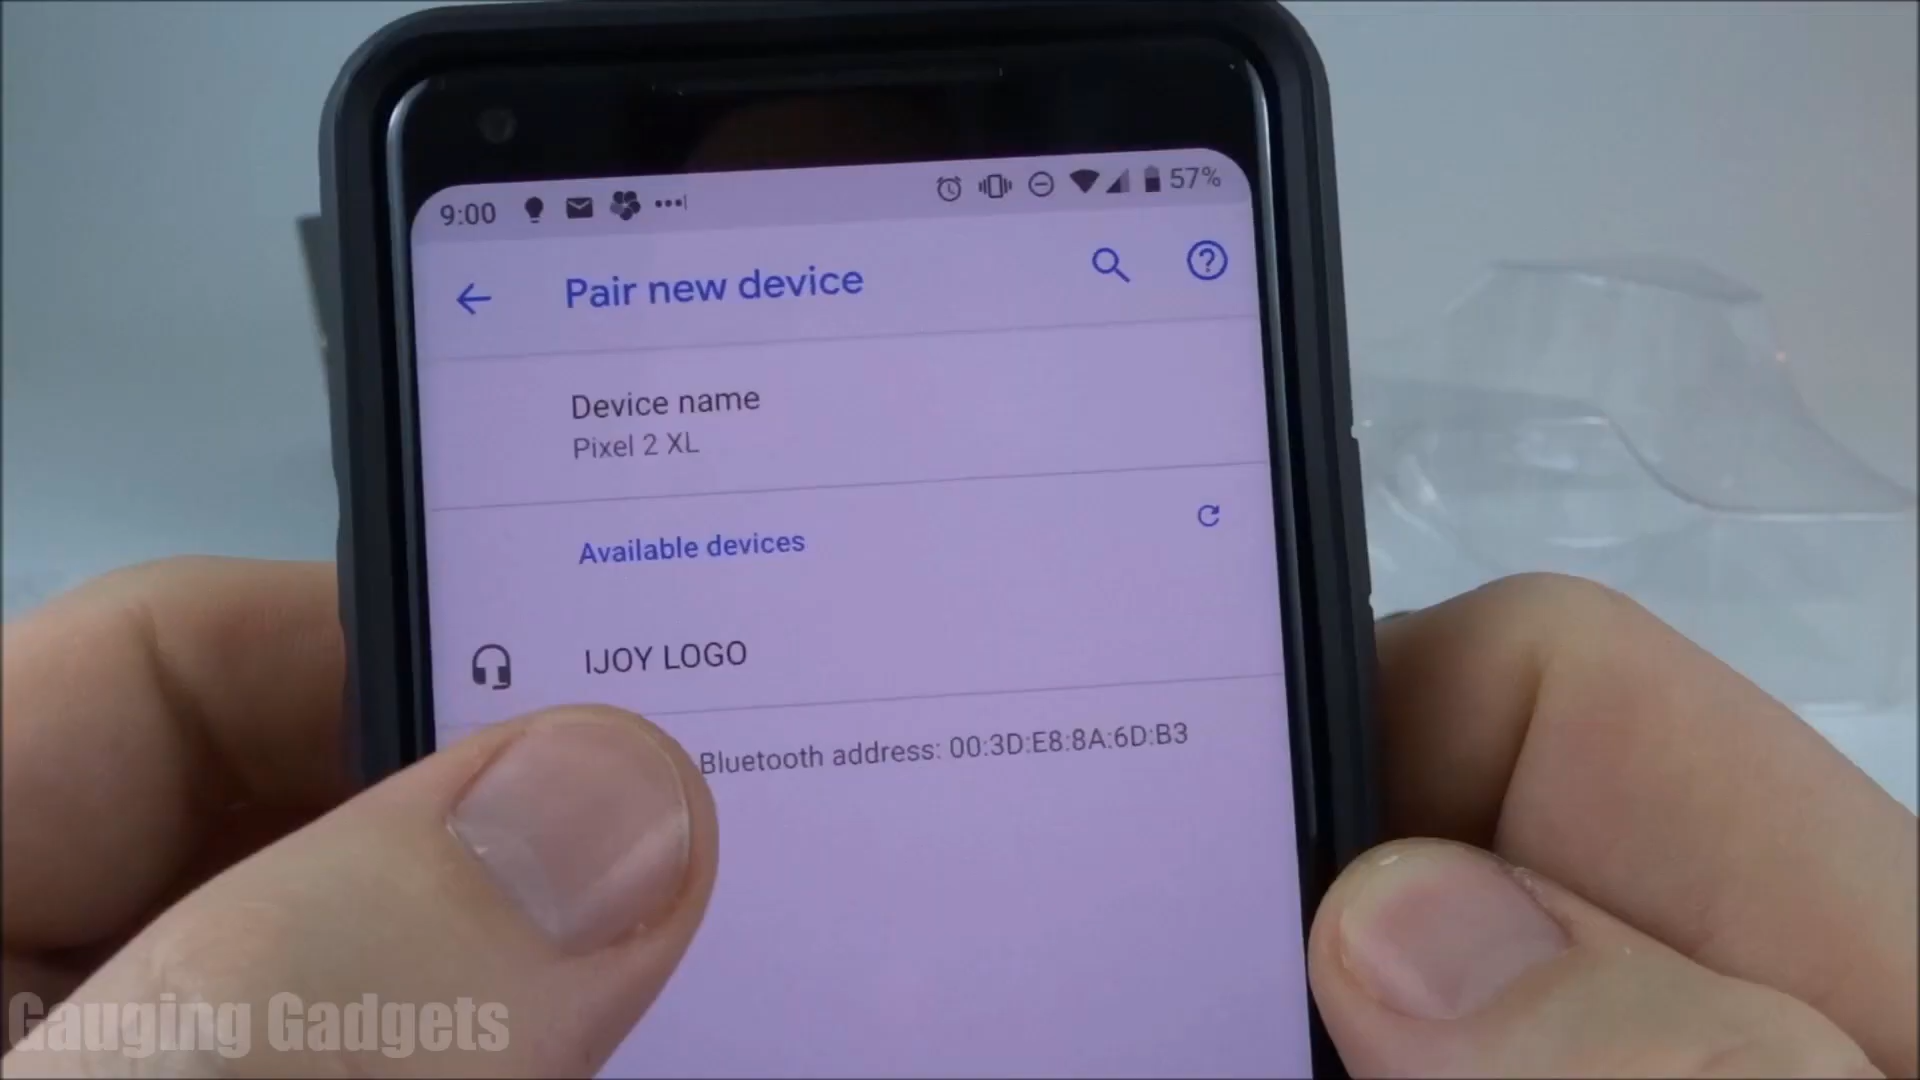 9:00 57%
Pair new device
Device name
Pixel 2 XL
Available devices
IJOY LOGO
Bluetooth address: 00:3D:E8:8A:6D:B3
Gauging Gadgets